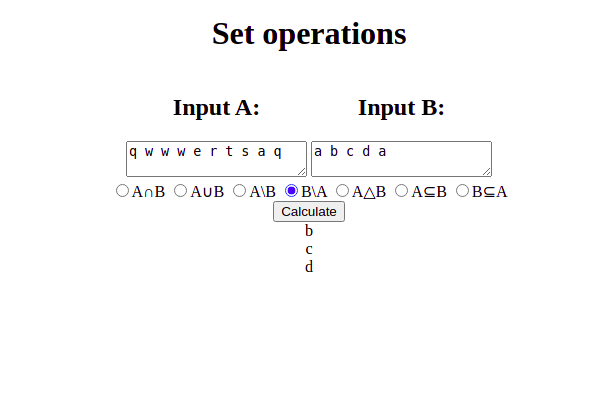 Set operations
Input A: Input B:
q w w w e r t s a q a b c d a
A∩B A∪B A\B B\A A△B A⊆B B⊆A
Calculate
b
c
d